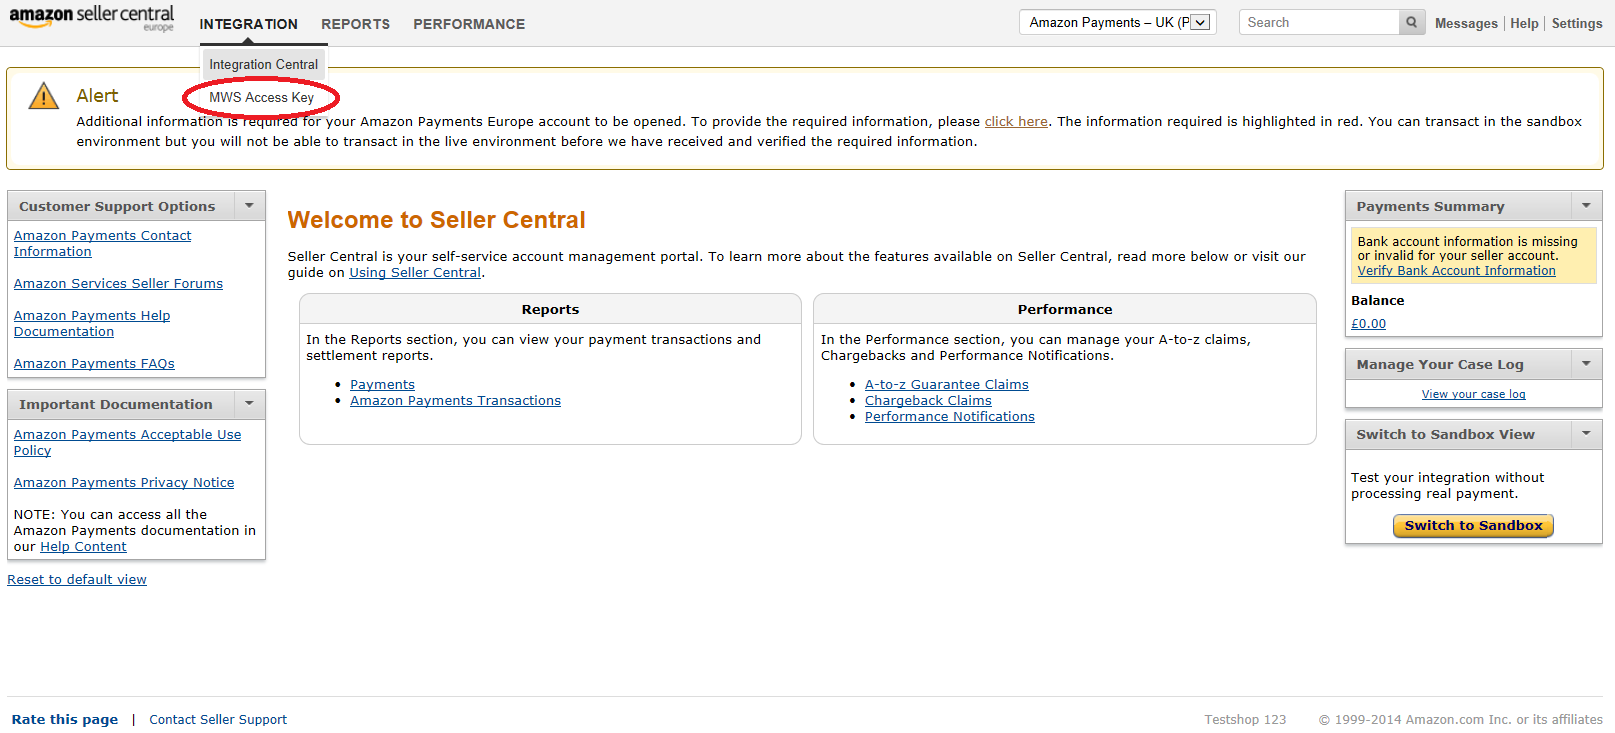 amazon seller central
europe
INTEGRATION REPORTS PERFORMANCE
Amazon Payments – UK (P
Search
Messages | Help | Settings
Integration Central
MWS Access Key
Alert
Additional information is required for your Amazon Payments Europe account to be opened. To provide the required information, please click here. The information required is highlighted in red. You can transact in the sandbox
environment but you will not be able to transact in the live environment before we have received and verified the required information.
Customer Support Options
Amazon Payments Contact
Information
Amazon Services Seller Forums
Amazon Payments Help
Documentation
Amazon Payments FAQs
Important Documentation
Amazon Payments Acceptable Use
Policy
Amazon Payments Privacy Notice
NOTE: You can access all the
Amazon Payments documentation in
our Help Content
Reset to default view
Welcome to Seller Central
Seller Central is your self-service account management portal. To learn more about the features available on Seller Central, read more below or visit our
guide on Using Seller Central.
Reports
In the Reports section, you can view your payment transactions and
settlement reports.
• Payments
• Amazon Payments Transactions
Performance
In the Performance section, you can manage your A-to-z claims,
Chargebacks and Performance Notifications.
• A-to-z Guarantee Claims
• Chargeback Claims
• Performance Notifications
Payments Summary
Bank account information is missing
or invalid for your seller account.
Verify Bank Account Information
Balance
£0.00
Manage Your Case Log
View your case log
Switch to Sandbox View
Test your integration without
processing real payment.
Switch to Sandbox
Rate this page | Contact Seller Support
Testshop 123
© 1999-2014 Amazon.com Inc. or its affiliates